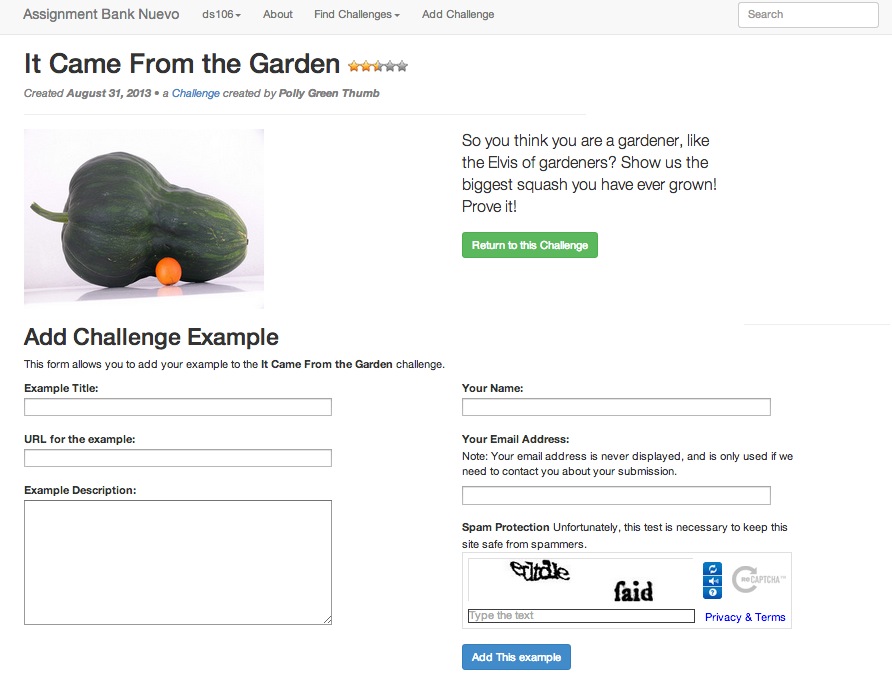 Assignment Bank Nuevo ds106 About Find Challenges Add Challenge Search
It Came From the Garden
Created August 31, 2013 • a Challenge created by Polly Green Thumb
So you think you are a gardener, like
the Elvis of gardeners? Show us the
biggest squash you have ever grown!
Prove it!
Return to this Challenge
Add Challenge Example
This form allows you to add your example to the It Came From the Garden challenge.
Example Title:
URL for the example:
Example Description:
Your Name:
Your Email Address:
Note: Your email address is never displayed, and is only used if we
need to contact you about your submission.
Spam Protection Unfortunately, this test is necessary to keep this
site safe from spammers.
said
reCAPTCHA™
Type the text
Privacy & Terms
Add This example